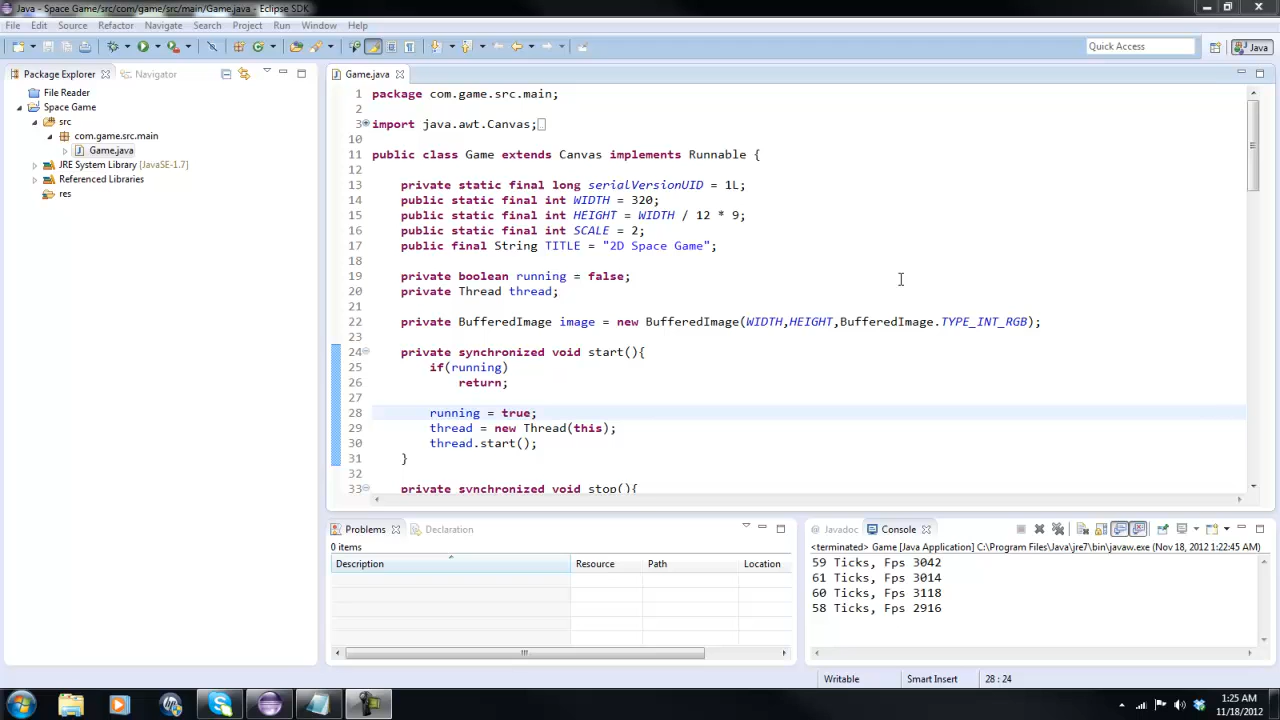 Java - Space Game/src/com/game/src/main/Game.java - Eclipse SDK
File Edit Source Refactor Navigate Search Project Run Window Help
Quick Access
Java
Package Explorer
Navigator
File Reader
Space Game
src
com.game.src.main
Game.java
JRE System Library [JavaSE-1.7]
Referenced Libraries
res
Game.java
1 package com.game.src.main;
2
3 import java.awt.Canvas;
10
11 public class Game extends Canvas implements Runnable {
12
13 private static final long serialVersionUID = 1L;
14 public static final int WIDTH = 320;
15 public static final int HEIGHT = WIDTH / 12 * 9;
16 public static final int SCALE = 2;
17 public final String TITLE = "2D Space Game";
18
19 private boolean running = false;
20 private Thread thread;
21
22 private BufferedImage image = new BufferedImage(WIDTH,HEIGHT,BufferedImage.TYPE_INT_RGB);
23
24 private synchronized void start(){
25 if(running)
26 return;
27
28 running = true;
29 thread = new Thread(this);
30 thread.start();
31 }
32
33 private synchronized void stop(){
Problems
Declaration
0 items
Description Resource Path Location
Javadoc
Console
<terminated> Game [Java Application] C:\Program Files\Java\jre7\bin\javaw.exe (Nov 18, 2012 1:22:45 AM)
59 Ticks, Fps 3042
61 Ticks, Fps 3014
60 Ticks, Fps 3118
58 Ticks, Fps 2916
Writable
Smart Insert
28 : 24
1:25 AM
11/18/2012